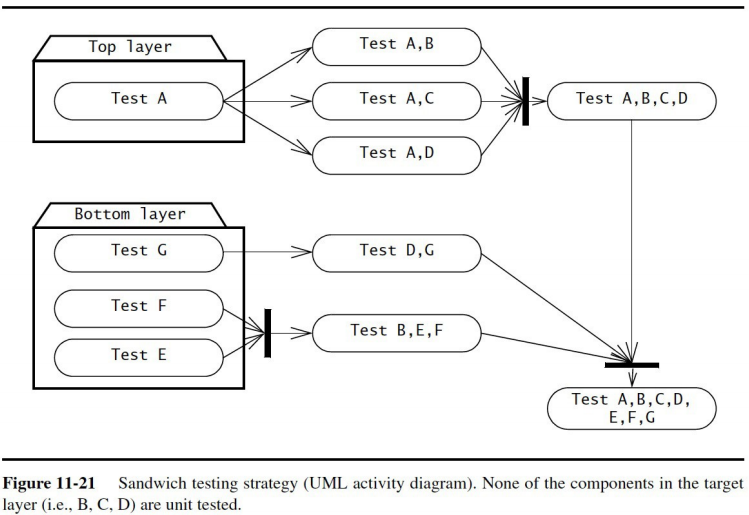 Top layer
Test A
Test A,B
Test A,C
Test A,D
Test A,B,C,D
Bottom layer
Test G
Test F
Test E
Test D,G
Test B,E,F
Test A,B,C,D,
E,F,G
Figure 11-21 Sandwich testing strategy (UML activity diagram). None of the components in the target
layer (i.e., B, C, D) are unit tested.